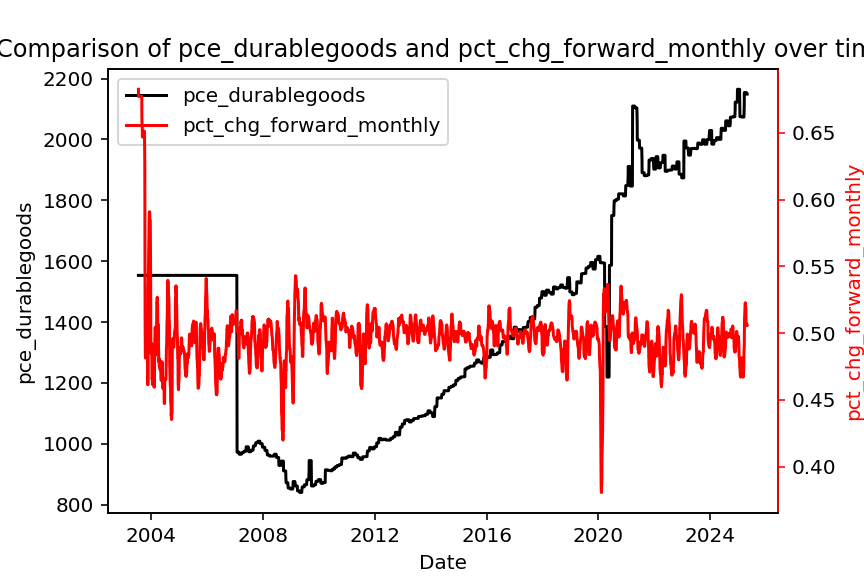 Comparison of pce_durablegoods and pct_chg_forward_monthly over tim
pce_durablegoods
pct_chg_forward_monthly
2200
2000
1800
1600
1400
1200
1000
800
pce_durablegoods
0.65
0.60
0.55
0.50
0.45
0.40
pct_chg_forward_monthly
2004 2008 2012 2016 2020 2024
Date